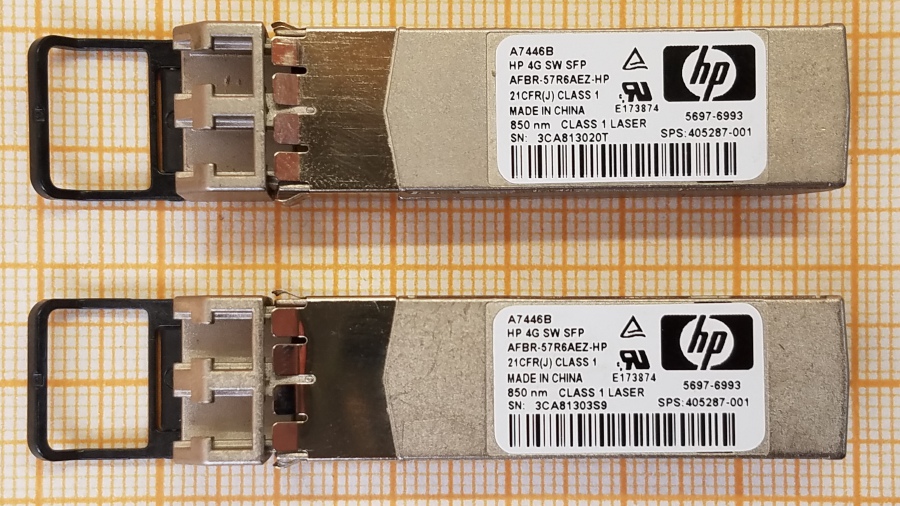 A7446B
HP 4G SW SFP
AFBR-57R6AEZ-HP
21CFR(J) CLASS 1
MADE IN CHINA
850 nm CLASS 1 LASER
SN: 3CA813020T
hp
E173874
5697-6993
SPS: 405287-001
A7446B
HP 4G SW SFP
AFBR-57R6AEZ-HP
21CFR(J) CLASS 1
MADE IN CHINA
850 nm CLASS 1 LASER
SN: 3CA81303S9
hp
E173874
5697-6993
SPS: 405287-001